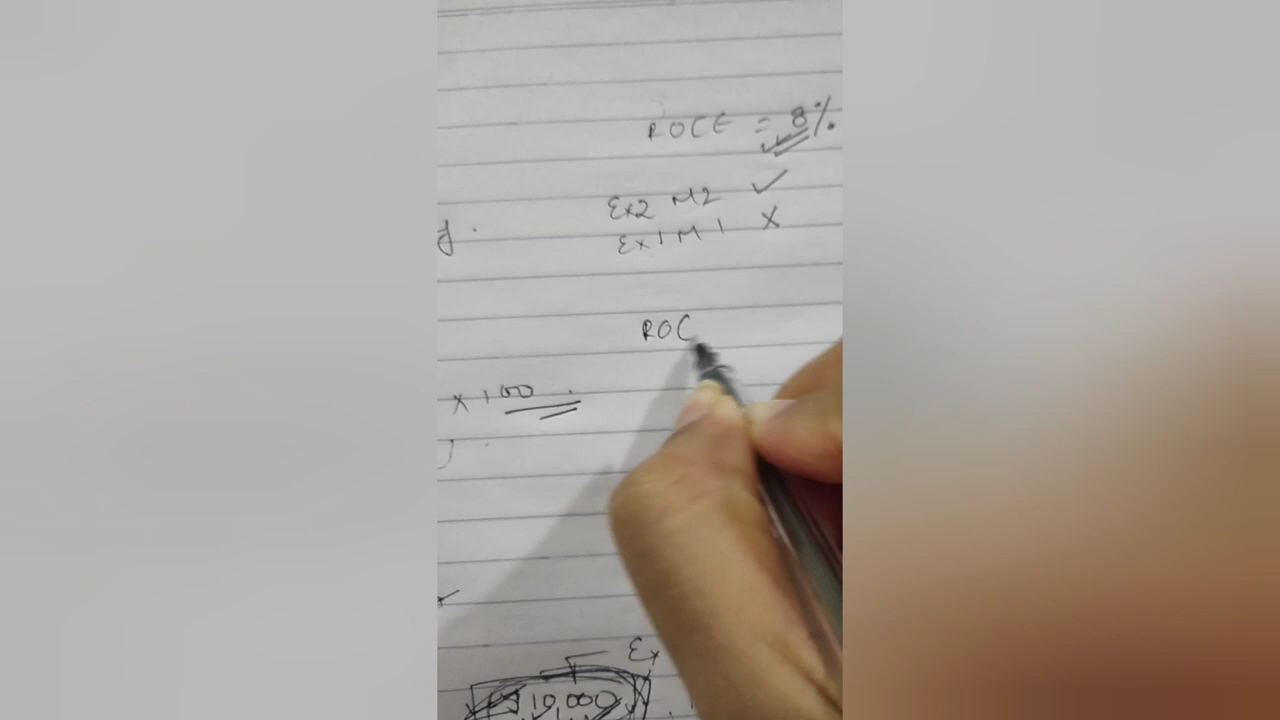 ROCE = 8%
Ex2 M2 ✓
Ex1 M1 X
ROC
x 100
Ex
10,000